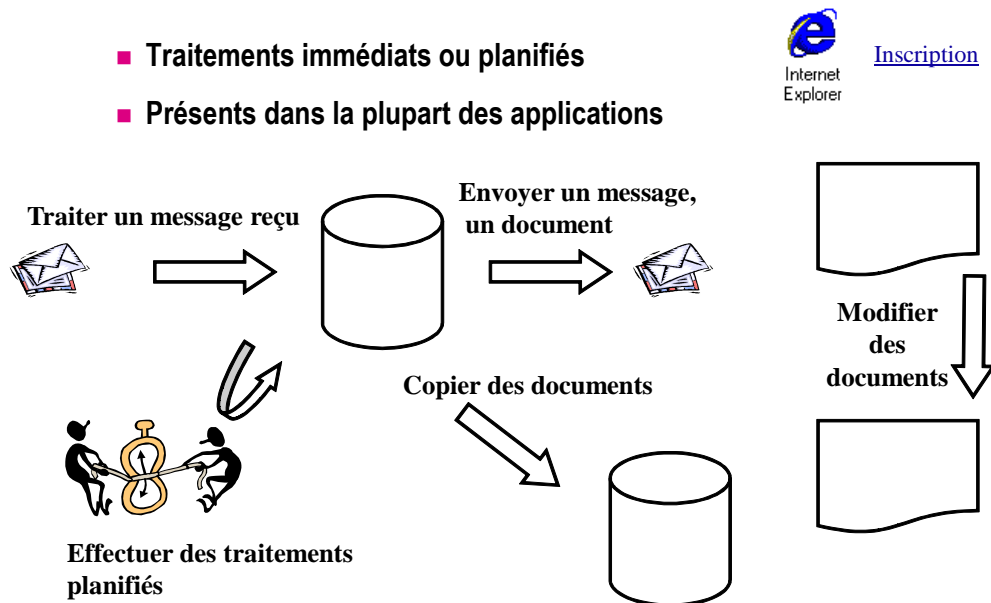 Traitements immédiats ou planifiés
Présents dans la plupart des applications
Internet
Explorer
Inscription
Traiter un message reçu
Envoyer un message,
un document
Modifier
des
documents
Copier des documents
Effectuer des traitements
planifiés